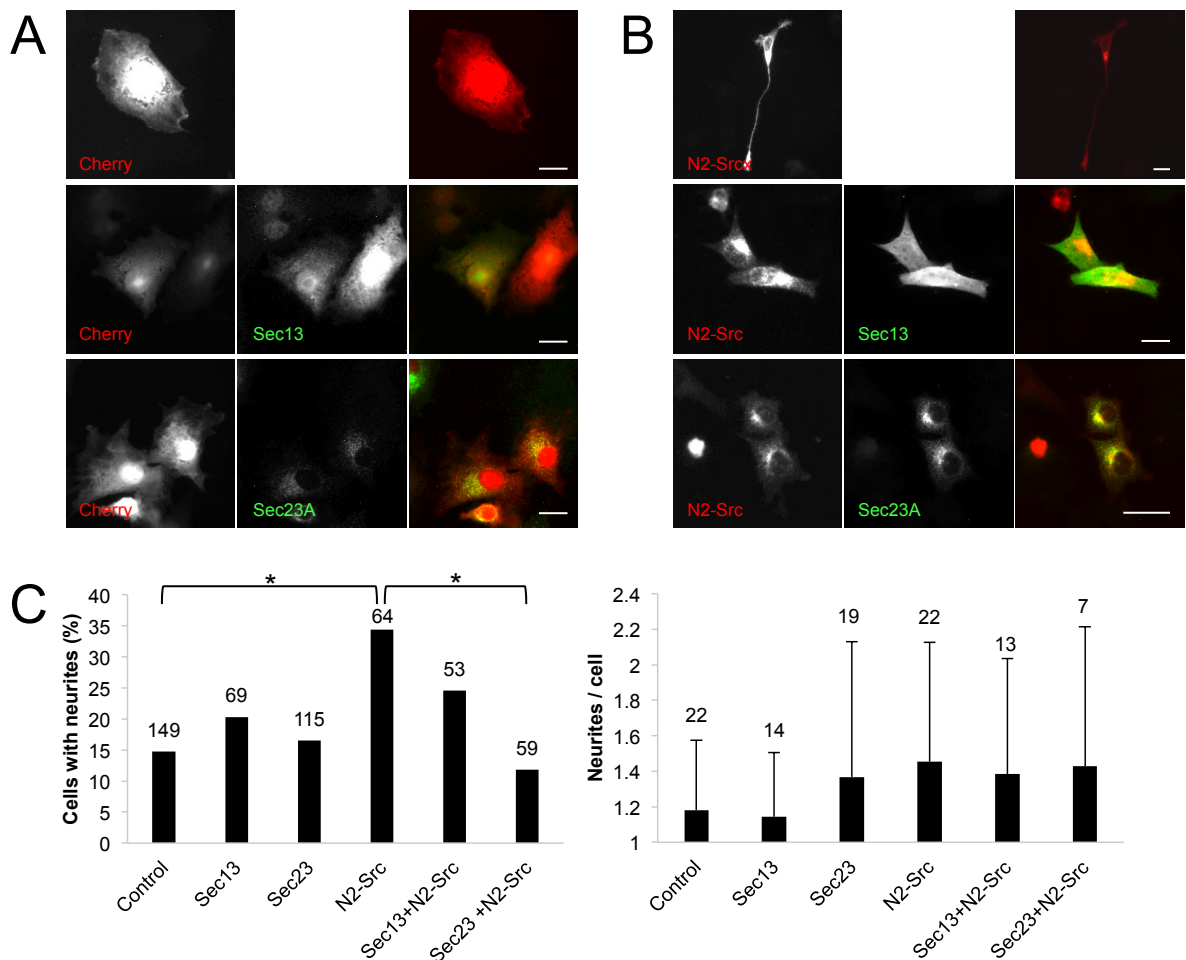 A
B
Cherry
N2-Srcx
Cherry
Sec13
N2-Src
Sec13
Cherry
Sec23A
N2-Src
Sec23A
C
Cells with neurites (%)
40
35
30
25
20
15
10
5
0
*
*
149
69
115
64
53
59
Control
Sec13
Sec23
N2-Src
Sec13+N2-Src
Sec23 +N2-Src
Neurites / cell
2.4
2.2
2
1.8
1.6
1.4
1.2
1
22
14
19
22
13
7
Control
Sec13
Sec23
N2-Src
Sec13+N2-Src
Sec23+N2-Src